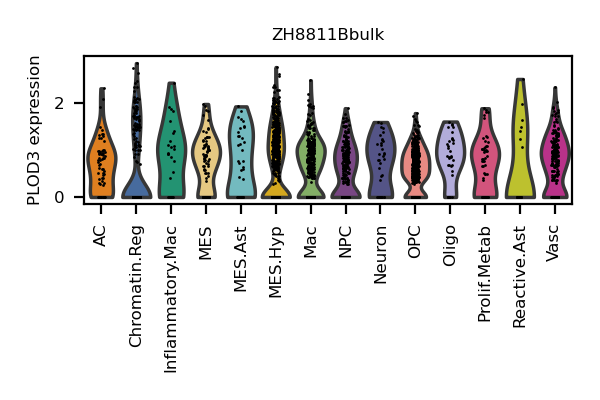 ZH8811Bbulk
PLOD3 expression
2
0
AC
Chromatin.Reg
Inflammatory.Mac
MES
MES.Ast
MES.Hyp
Mac
NPC
Neuron
OPC
Oligo
Prolif.Metab
Reactive.Ast
Vasc